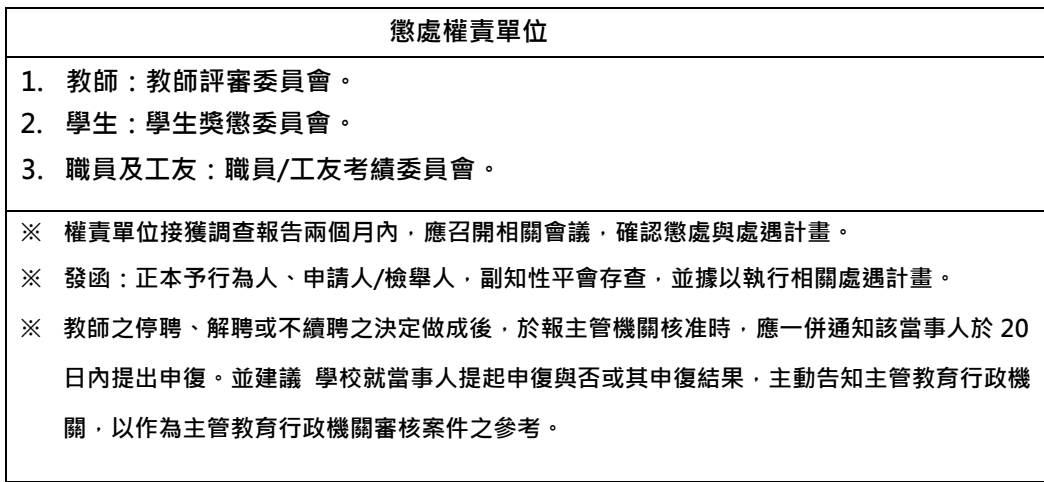 懲處權責單位
1. 教師：教師評審委員會。
2. 學生：學生獎懲委員會。
3. 職員及工友：職員/工友考績委員會。
※ 權責單位接獲調查報告兩個月內，應召開相關會議，確認懲處與處遇計畫。
※ 發函：正本予行為人、申請人/檢舉人，副知性平會存查，並據以執行相關處遇計畫。
※ 教師之停聘、解聘或不續聘之決定做成後，於報主管機關核准時，應一併通知該當事人於 20
日內提出申復。並建議 學校就當事人提起申復與否或其申復結果，主動告知主管教育行政機
關，以作為主管教育行政機關審核案件之參考。